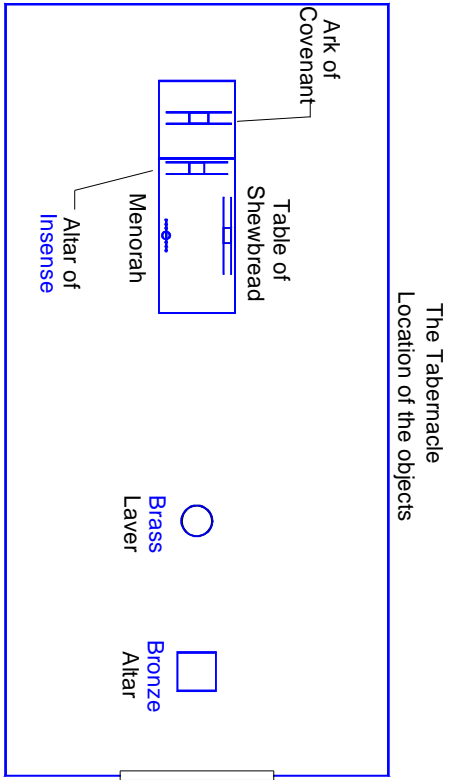 The Tabernacle
Location of the objects
Ark of
Covenant
Table of
Shewbread
Menorah
Altar of
Insense
Brass
Laver
Bronze
Altar